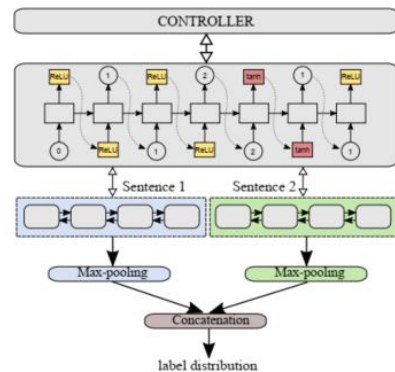 CONTROLLER
ReLU 1 ReLU 2 tanh 1 ReLU
0 ReLU 1 ReLU 2 tanh 1
Sentence 1 Sentence 2
Max-pooling Max-pooling
Concatenation
label distribution